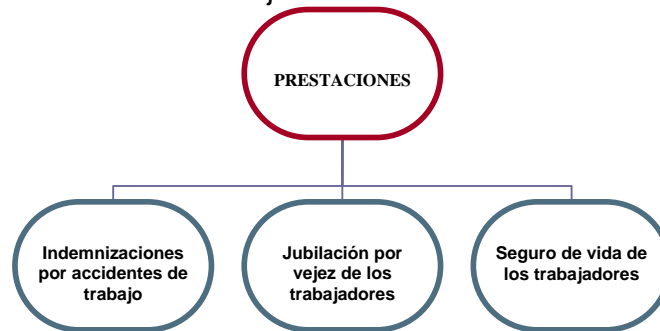 PRESTACIONES
Indemnizaciones
por accidentes de
trabajo
Jubilación por
vejez de los
trabajadores
Seguro de vida de
los trabajadores